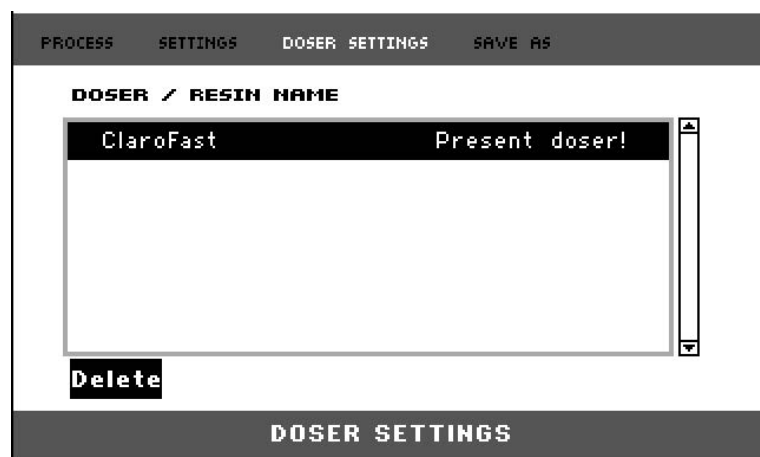 PROCESS SETTINGS DOSER SETTINGS SAVE AS
DOSER / RESIN NAME
ClaroFast Present doser!
Delete
DOSER SETTINGS